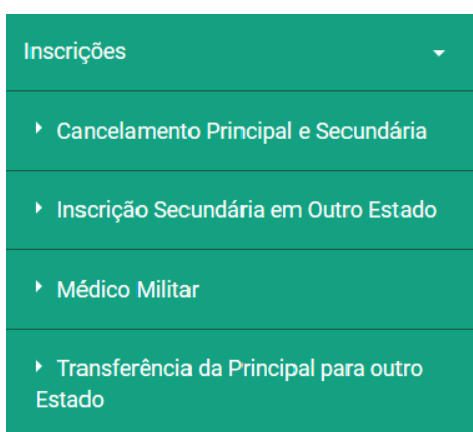 Inscrições
Cancelamento Principal e Secundária
Inscrição Secundária em Outro Estado
Médico Militar
Transferência da Principal para outro
Estado